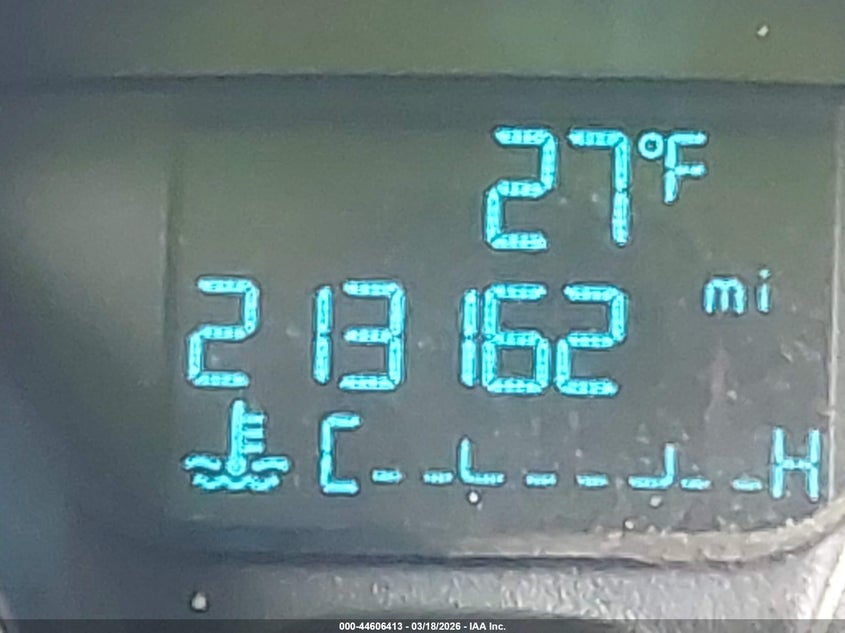 27°F
213162 mi
C H
000-44606413 - 03/18/2026 - IAA Inc.